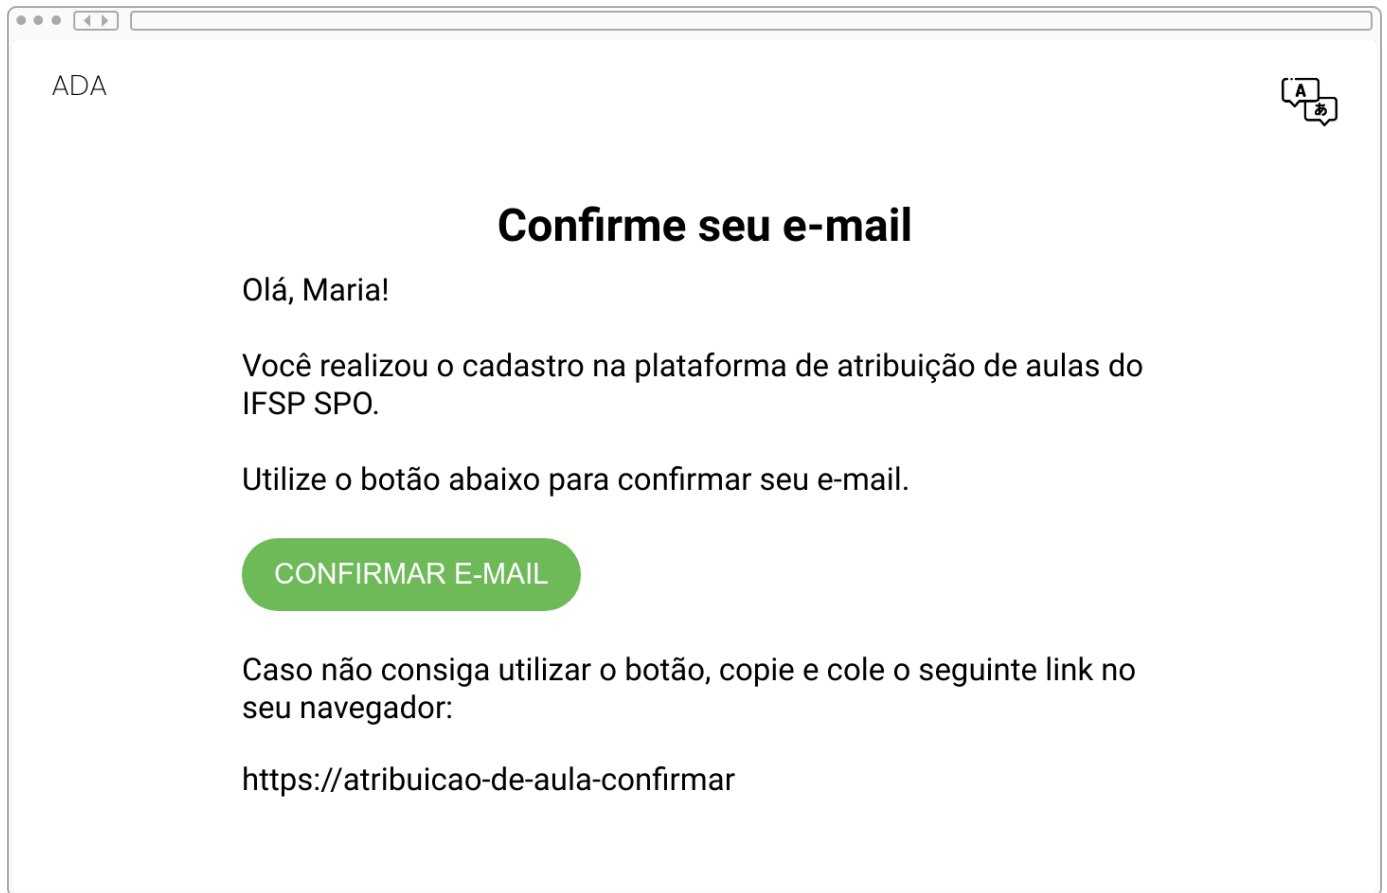 ADA
A
あ
Confirme seu e-mail
Olá, Maria!
Você realizou o cadastro na plataforma de atribuição de aulas do
IFSP SPO.
Utilize o botão abaixo para confirmar seu e-mail.
CONFIRMAR E-MAIL
Caso não consiga utilizar o botão, copie e cole o seguinte link no
seu navegador:
https://atribuicao-de-aula-confirmar